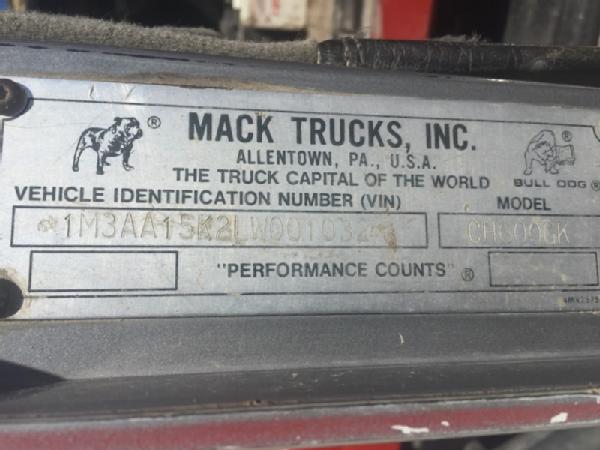 ® MACK TRUCKS, INC. ®
ALLENTOWN, PA., U.S.A.
THE TRUCK CAPITAL OF THE WORLD BULL DOG®
VEHICLE IDENTIFICATION NUMBER (VIN) MODEL
1M3AA15K2LW001032
"PERFORMANCE COUNTS" ®